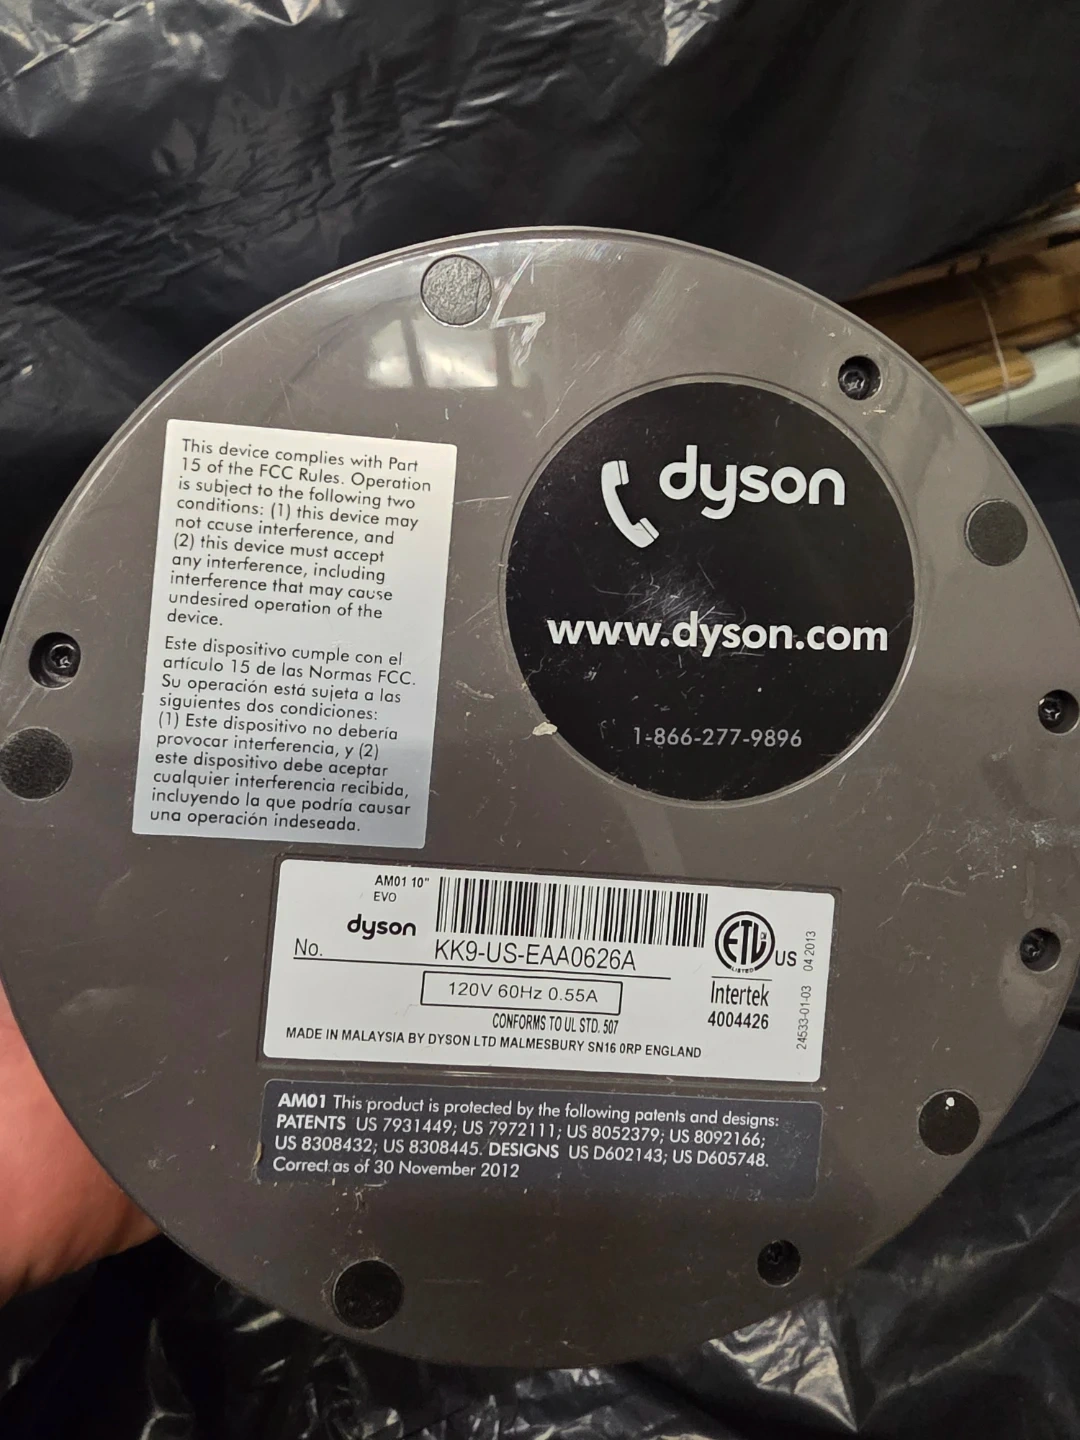 dyson
www.dyson.com
1-866-277-9896
This device complies with Part
15 of the FCC Rules. Operation
is subject to the following two
conditions: (1) this device may
not cause interference, and
(2) this device must accept
any interference, including
interference that may cause
undesired operation of the
device.
Este dispositivo cumple con el
artículo 15 de las Normas FCC.
Su operación está sujeta a las
siguientes dos condiciones:
(1) Este dispositivo no debería
provocar interferencia, y (2)
este dispositivo debe aceptar
cualquier interferencia recibida,
incluyendo la que podría causar
una operación indeseada.
AM01 10"
EVO
dyson
No. KK9-US-EAA0626A
120V 60Hz 0.55A
CONFORMS TO UL STD. 507
MADE IN MALAYSIA BY DYSON LTD MALMESBURY SN16 0RP ENGLAND
ETL US
LISTED
Intertek
4004426
24533-01-03 04 2013
AM01 This product is protected by the following patents and designs:
PATENTS US 7931449; US 7972111; US 8052379; US 8092166;
US 8308432; US 8308445. DESIGNS US D602143; US D605748.
Correct as of 30 November 2012